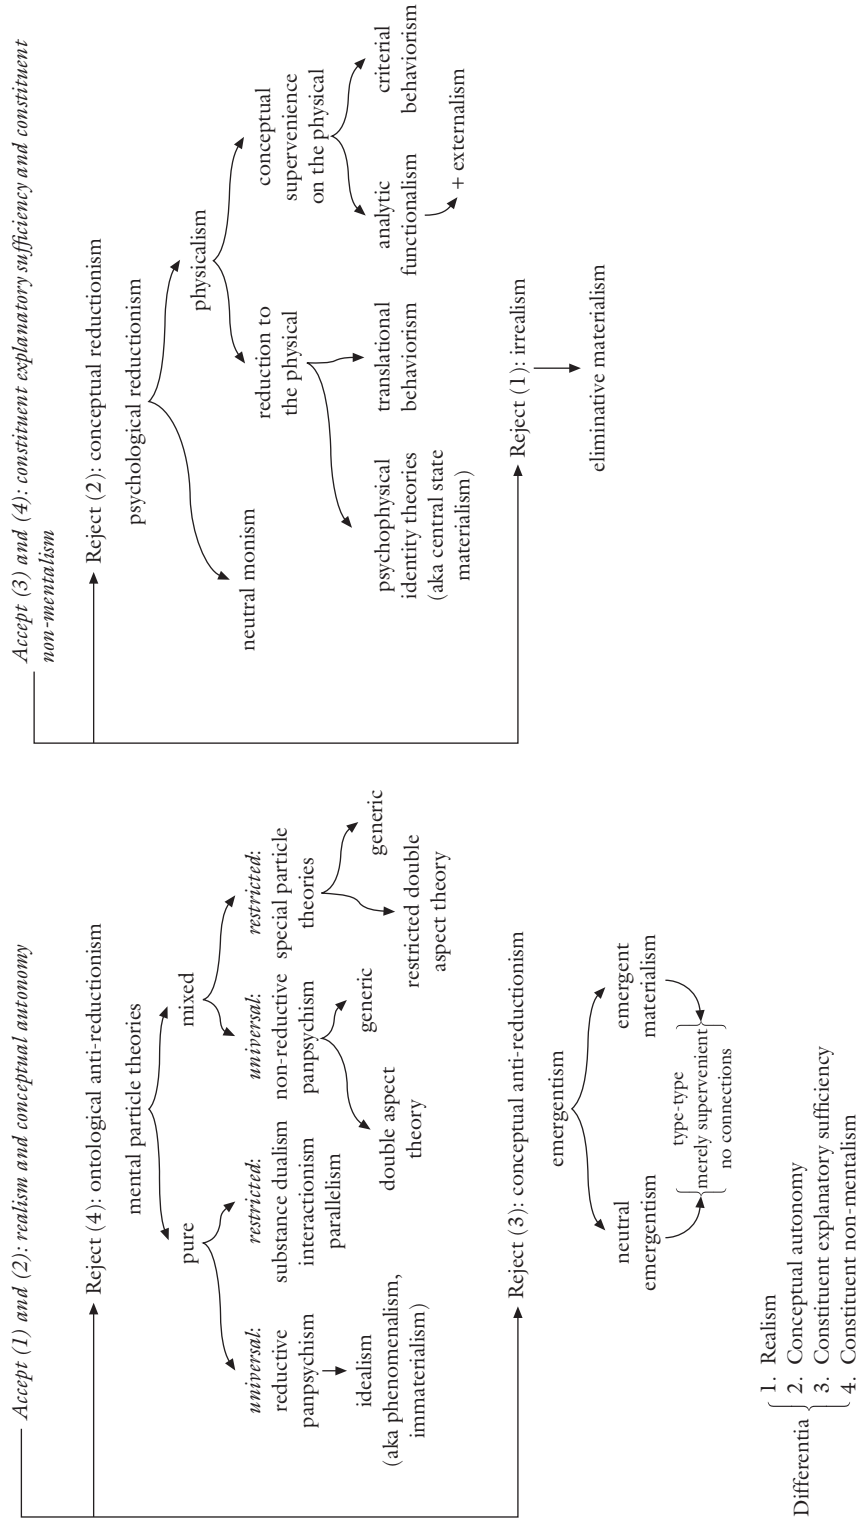 Accept (1) and (2): realism and conceptual autonomy
Reject (4): ontological anti-reductionism
mental particle theories
pure
mixed
universal:
reductive
panpsychism
idealism
(aka phenomenalism,
immaterialism)
restricted:
substance dualism
interactionism
parallelism
universal:
non-reductive
panpsychism
double aspect
theory
generic
restricted:
special particle
theories
restricted double
aspect theory
generic
Reject (3): conceptual anti-reductionism
emergentism
neutral
emergentism
emergent
materialism
type-type
merely supervenient
no connections
Differentia
1. Realism
2. Conceptual autonomy
3. Constituent explanatory sufficiency
4. Constituent non-mentalism
Accept (3) and (4): constituent explanatory sufficiency and constituent
non-mentalism
Reject (2): conceptual reductionism
psychological reductionism
neutral monism
physicalism
reduction to
the physical
conceptual
supervenience
on the physical
psychophysical
identity theories
(aka central state
materialism)
translational
behaviorism
analytic
functionalism
+ externalism
criterial
behaviorism
Reject (1): irrealism
eliminative materialism